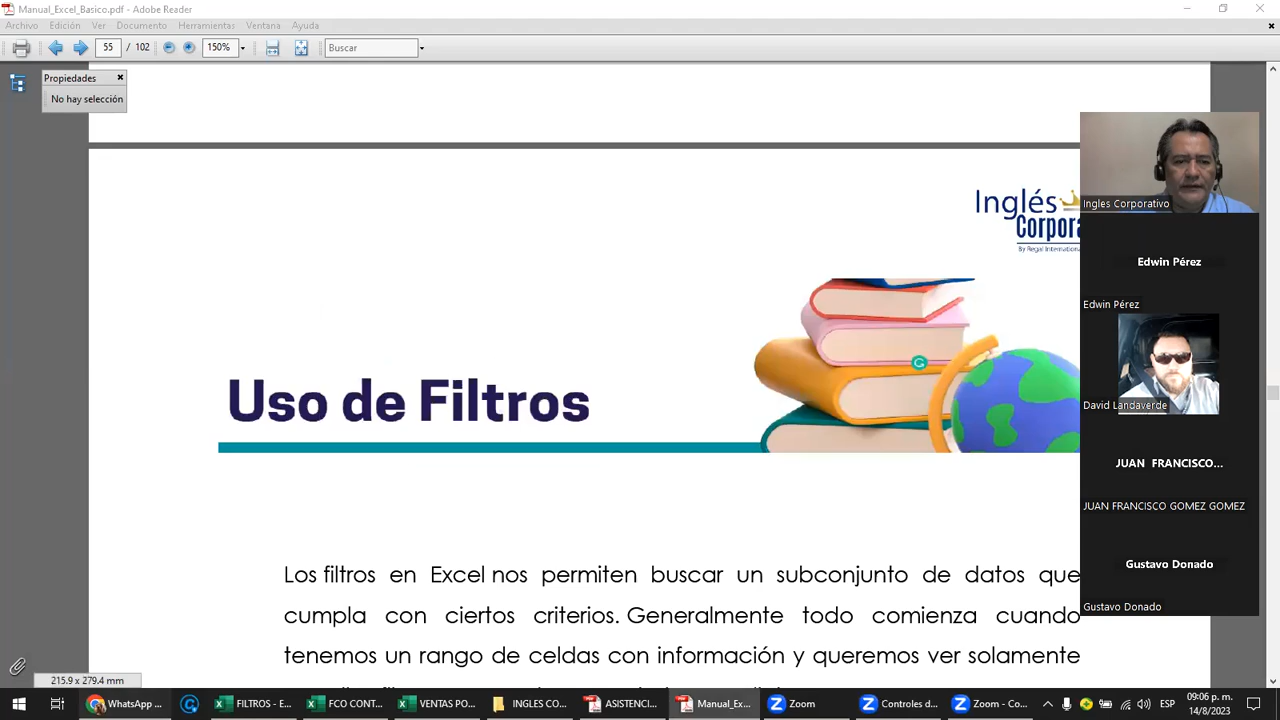 Manual_Excel_Basico.pdf - Adobe Reader
Archivo Edición Ver Documento Herramientas Ventana Ayuda
55 / 102 150% Buscar
Propiedades
No hay selección
Inglés
Corpora
By Regal International
Uso de Filtros
Los filtros en Excel nos permiten buscar un subconjunto de datos que
cumpla con ciertos criterios. Generalmente todo comienza cuando
tenemos un rango de celdas con información y queremos ver solamente
Ingles Corporativo
Edwin Pérez
Edwin Pérez
David Landaverde
JUAN FRANCISCO...
JUAN FRANCISCO GOMEZ GOMEZ
Gustavo Donado
Gustavo Donado
215.9 x 279.4 mm
WhatsApp ... FILTROS - E... FCO CONT... VENTAS PO... INGLES CO... ASISTENCI... Manual_Ex... Zoom Controles d... Zoom - Co... ESP
09:06 p. m.
14/8/2023